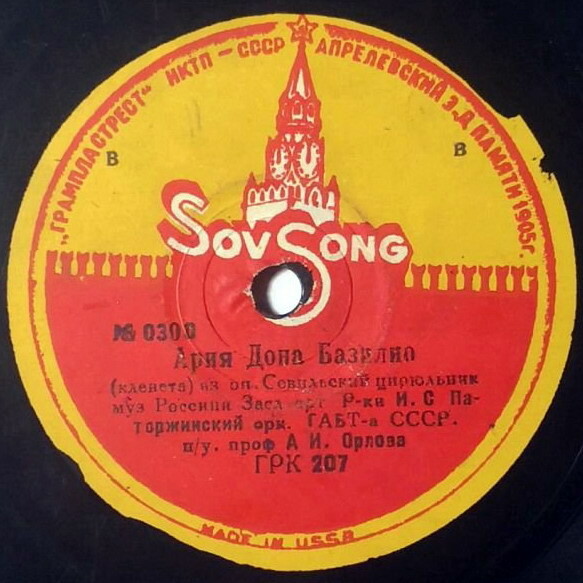 „ГРАМПЛАСТРЕСТ" НКТП – СССР АПРЕЛЕВСКИЙ З-Д ПАМЯТИ 1905г.
В В
SOVSONG
№ 0300
Ария Дона Базилио
(клевета) из оп. Севильский цирюльник
муз Россини Засл арт Р-ки И. С Па-
торжинский орк. ГАБТ-а СССР.
п/у. проф А И. Орлова
ГРК 207
MADE IN USSR